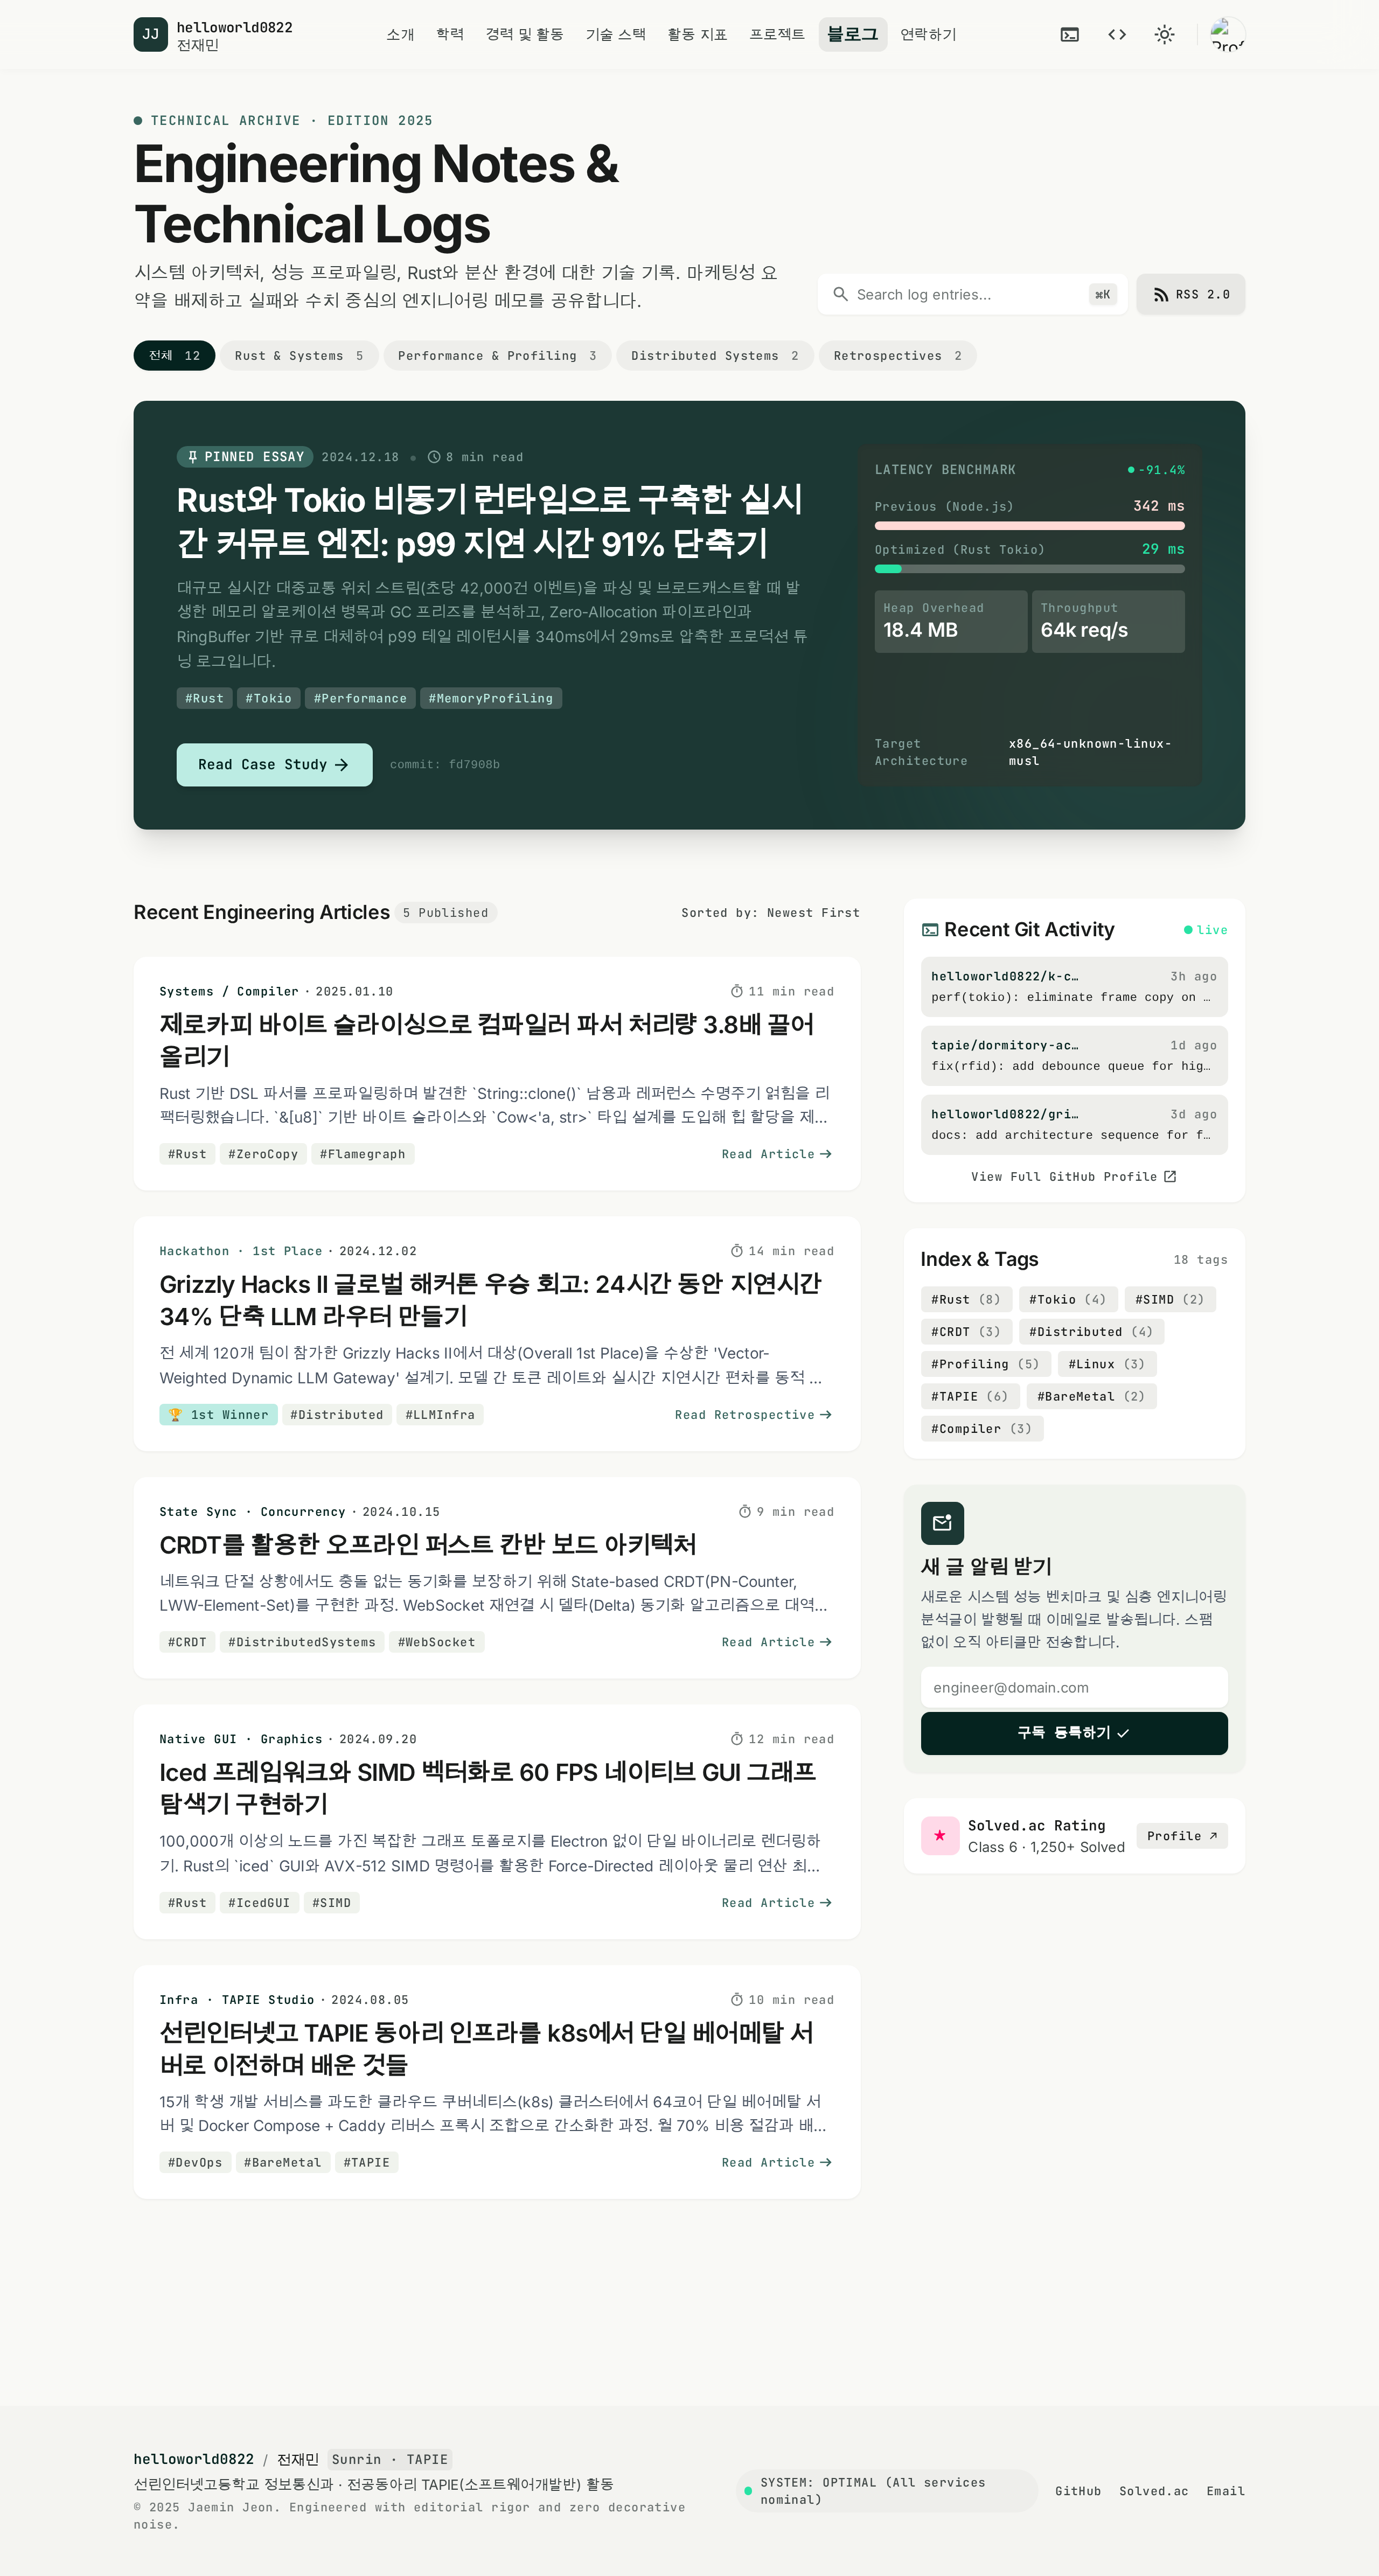 JJ
helloworld0822
전재민
소개 학력 경력 및 활동 기술 스택 활동 지표 프로젝트 블로그 연락하기
Prof
TECHNICAL ARCHIVE · EDITION 2025
Engineering Notes &
Technical Logs
시스템 아키텍처, 성능 프로파일링, Rust와 분산 환경에 대한 기술 기록. 마케팅성 요
약을 배제하고 실패와 수치 중심의 엔지니어링 메모를 공유합니다.
Search log entries... ⌘K
RSS 2.0
전체 12
Rust & Systems 5
Performance & Profiling 3
Distributed Systems 2
Retrospectives 2
PINNED ESSAY 2024.12.18 ● 8 min read
Rust와 Tokio 비동기 런타임으로 구축한 실시
간 커뮤트 엔진: p99 지연 시간 91% 단축기
대규모 실시간 대중교통 위치 스트림(초당 42,000건 이벤트)을 파싱 및 브로드캐스트할 때 발
생한 메모리 알로케이션 병목과 GC 프리즈를 분석하고, Zero-Allocation 파이프라인과
RingBuffer 기반 큐로 대체하여 p99 테일 레이턴시를 340ms에서 29ms로 압축한 프로덕션 튜
닝 로그입니다.
#Rust #Tokio #Performance #MemoryProfiling
Read Case Study →
commit: fd7908b
LATENCY BENCHMARK -91.4%
Previous (Node.js) 342 ms
Optimized (Rust Tokio) 29 ms
Heap Overhead
18.4 MB
Throughput
64k req/s
Target
Architecture
x86_64-unknown-linux-
musl
Recent Engineering Articles 5 Published
Sorted by: Newest First
Systems / Compiler · 2025.01.10 11 min read
제로카피 바이트 슬라이싱으로 컴파일러 파서 처리량 3.8배 끌어
올리기
Rust 기반 DSL 파서를 프로파일링하며 발견한 `String::clone()` 남용과 레퍼런스 수명주기 얽힘을 리
팩터링했습니다. `&[u8]` 기반 바이트 슬라이스와 `Cow<'a, str>` 타입 설계를 도입해 힙 할당을 제…
#Rust #ZeroCopy #Flamegraph
Read Article →
Hackathon · 1st Place · 2024.12.02 14 min read
Grizzly Hacks II 글로벌 해커톤 우승 회고: 24시간 동안 지연시간
34% 단축 LLM 라우터 만들기
전 세계 120개 팀이 참가한 Grizzly Hacks II에서 대상(Overall 1st Place)을 수상한 'Vector-
Weighted Dynamic LLM Gateway' 설계기. 모델 간 토큰 레이트와 실시간 지연시간 편차를 동적 …
🏆 1st Winner #Distributed #LLMInfra
Read Retrospective →
State Sync · Concurrency · 2024.10.15 9 min read
CRDT를 활용한 오프라인 퍼스트 칸반 보드 아키텍처
네트워크 단절 상황에서도 충돌 없는 동기화를 보장하기 위해 State-based CRDT(PN-Counter,
LWW-Element-Set)를 구현한 과정. WebSocket 재연결 시 델타(Delta) 동기화 알고리즘으로 대역…
#CRDT #DistributedSystems #WebSocket
Read Article →
Native GUI · Graphics · 2024.09.20 12 min read
Iced 프레임워크와 SIMD 벡터화로 60 FPS 네이티브 GUI 그래프
탐색기 구현하기
100,000개 이상의 노드를 가진 복잡한 그래프 토폴로지를 Electron 없이 단일 바이너리로 렌더링하
기. Rust의 `iced` GUI와 AVX-512 SIMD 명령어를 활용한 Force-Directed 레이아웃 물리 연산 최…
#Rust #IcedGUI #SIMD
Read Article →
Infra · TAPIE Studio · 2024.08.05 10 min read
선린인터넷고 TAPIE 동아리 인프라를 k8s에서 단일 베어메탈 서
버로 이전하며 배운 것들
15개 학생 개발 서비스를 과도한 클라우드 쿠버네티스(k8s) 클러스터에서 64코어 단일 베어메탈 서
버 및 Docker Compose + Caddy 리버스 프록시 조합으로 간소화한 과정. 월 70% 비용 절감과 배…
#DevOps #BareMetal #TAPIE
Read Article →
Recent Git Activity live
helloworld0822/k-c… 3h ago
perf(tokio): eliminate frame copy on …
tapie/dormitory-ac… 1d ago
fix(rfid): add debounce queue for hig…
helloworld0822/gri… 3d ago
docs: add architecture sequence for f…
View Full GitHub Profile
Index & Tags 18 tags
#Rust (8) #Tokio (4) #SIMD (2)
#CRDT (3) #Distributed (4)
#Profiling (5) #Linux (3)
#TAPIE (6) #BareMetal (2)
#Compiler (3)
새 글 알림 받기
새로운 시스템 성능 벤치마크 및 심층 엔지니어링
분석글이 발행될 때 이메일로 발송됩니다. 스팸
없이 오직 아티클만 전송합니다.
engineer@domain.com
구독 등록하기 ✓
Solved.ac Rating
Class 6 · 1,250+ Solved
Profile ↗
helloworld0822 / 전재민 Sunrin · TAPIE
선린인터넷고등학교 정보통신과 · 전공동아리 TAPIE(소프트웨어개발반) 활동
© 2025 Jaemin Jeon. Engineered with editorial rigor and zero decorative
noise.
SYSTEM: OPTIMAL (All services
nominal)
GitHub Solved.ac Email